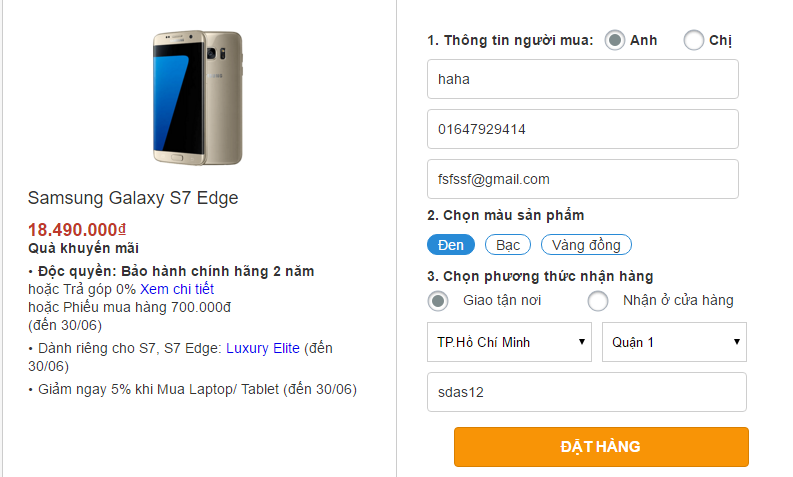 Samsung Galaxy S7 Edge
18.490.000₫
Quà khuyến mãi
• Độc quyền: Bảo hành chính hãng 2 năm
hoặc Trả góp 0% Xem chi tiết
hoặc Phiếu mua hàng 700.000đ
(đến 30/06)
• Dành riêng cho S7, S7 Edge: Luxury Elite (đến
30/06)
• Giảm ngay 5% khi Mua Laptop/ Tablet (đến 30/06)
1. Thông tin người mua: Anh Chị
haha
01647929414
fsfssf@gmail.com
2. Chọn màu sản phẩm
Đen Bạc Vàng đồng
3. Chọn phương thức nhận hàng
Giao tận nơi Nhận ở cửa hàng
TP.Hồ Chí Minh Quận 1
sdas12
ĐẶT HÀNG